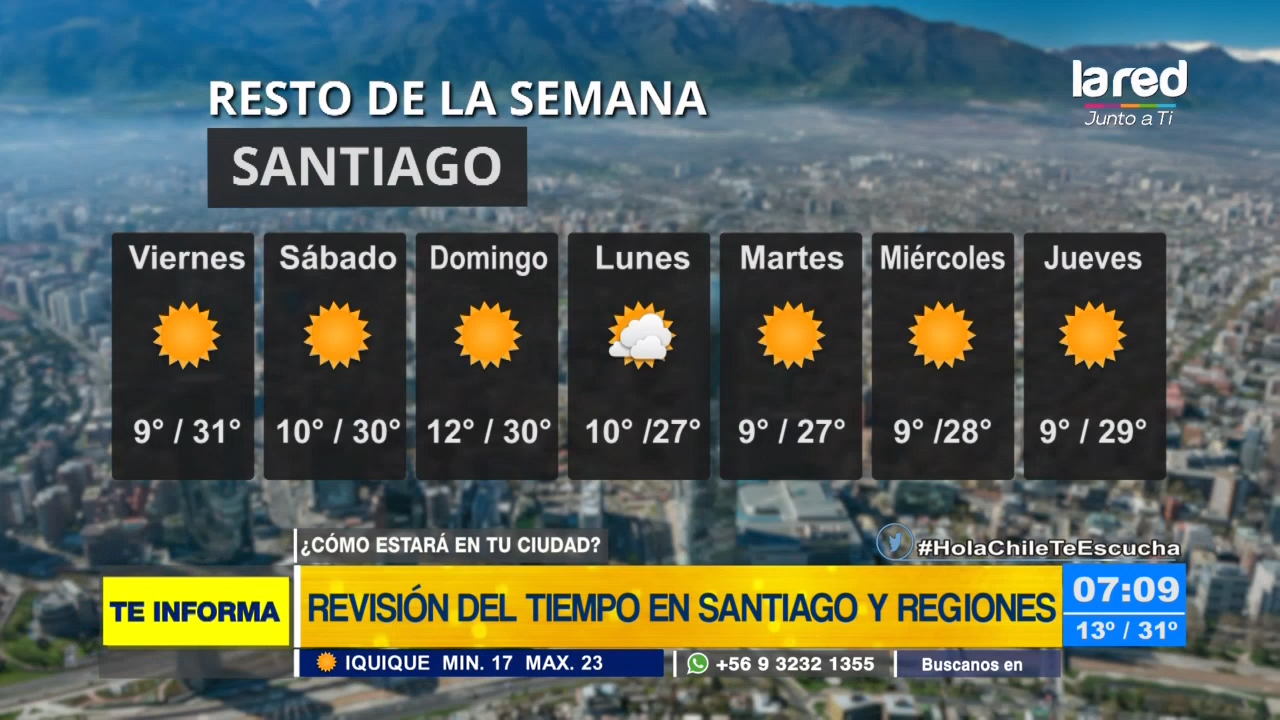 RESTO DE LA SEMANA
SANTIAGO
la red
Junto a Ti
Viernes
Sábado
Domingo
Lunes
Martes
Miércoles
Jueves
9° / 31°
10° / 30°
12° / 30°
10° /27°
9° / 27°
9° /28°
9° / 29°
¿CÓMO ESTARÁ EN TU CIUDAD?
#HolaChileTeEscucha
TE INFORMA
REVISIÓN DEL TIEMPO EN SANTIAGO Y REGIONES
07:09
13° / 31°
IQUIQUE MIN. 17 MAX. 23
+56 9 3232 1355
Buscanos en